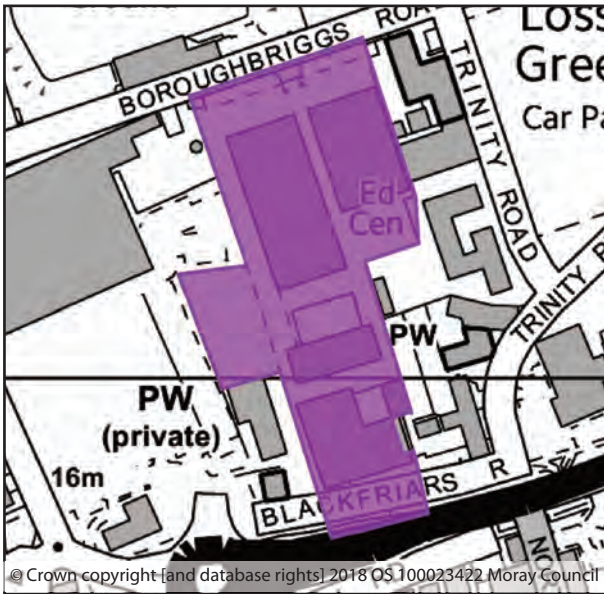 BOROUGHBRIGGS ROA
Loss
Gree
Car Pa
TRINITY ROAD
Ed
Cen
TRINITY R
PW
PW
(private)
16m
BLACKFRIARS R
© Crown copyright [and database rights] 2018 OS 100023422 Moray Council